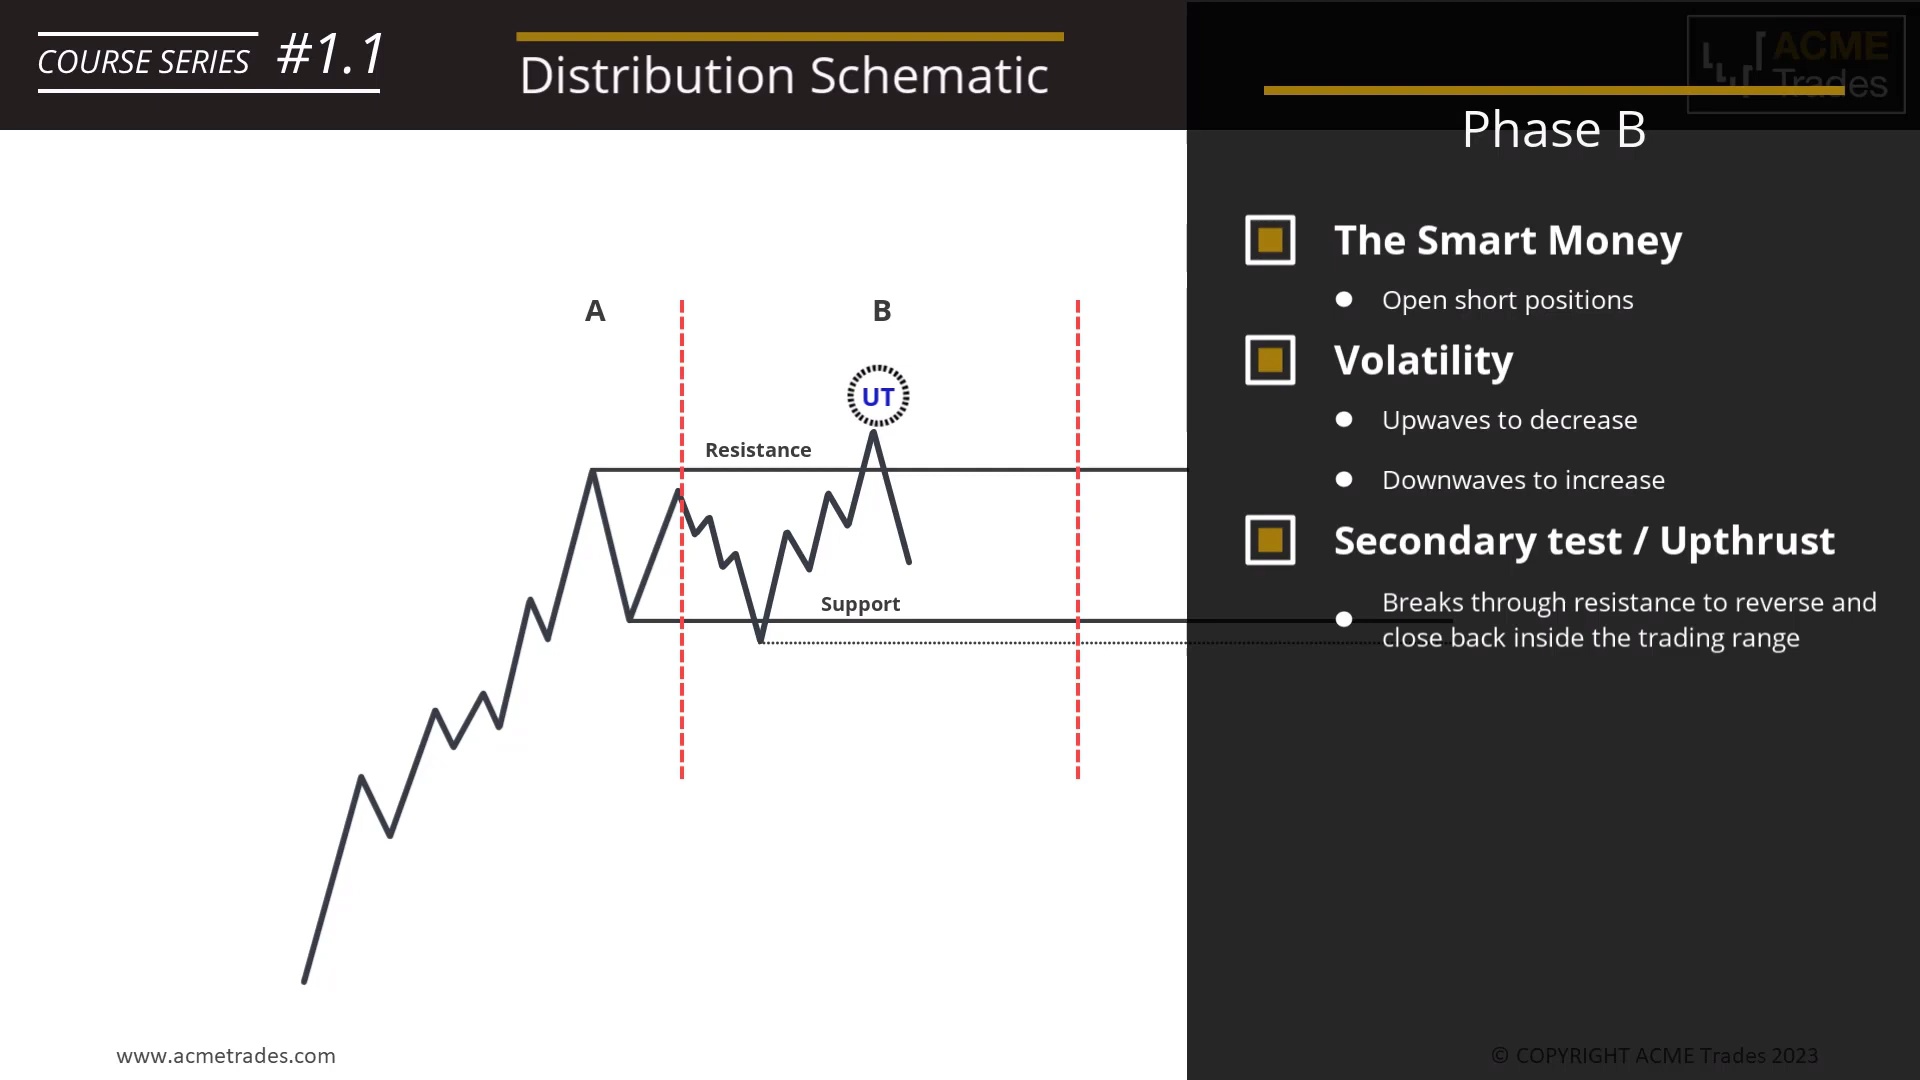 COURSE SERIES #1.1
Distribution Schematic
ACME
Trades
Phase B
The Smart Money
Open short positions
Volatility
Upwaves to decrease
Downwaves to increase
Secondary test / Upthrust
Breaks through resistance to reverse and
close back inside the trading range
A
B
UT
Resistance
Support
www.acmetrades.com
© COPYRIGHT ACME Trades 2023